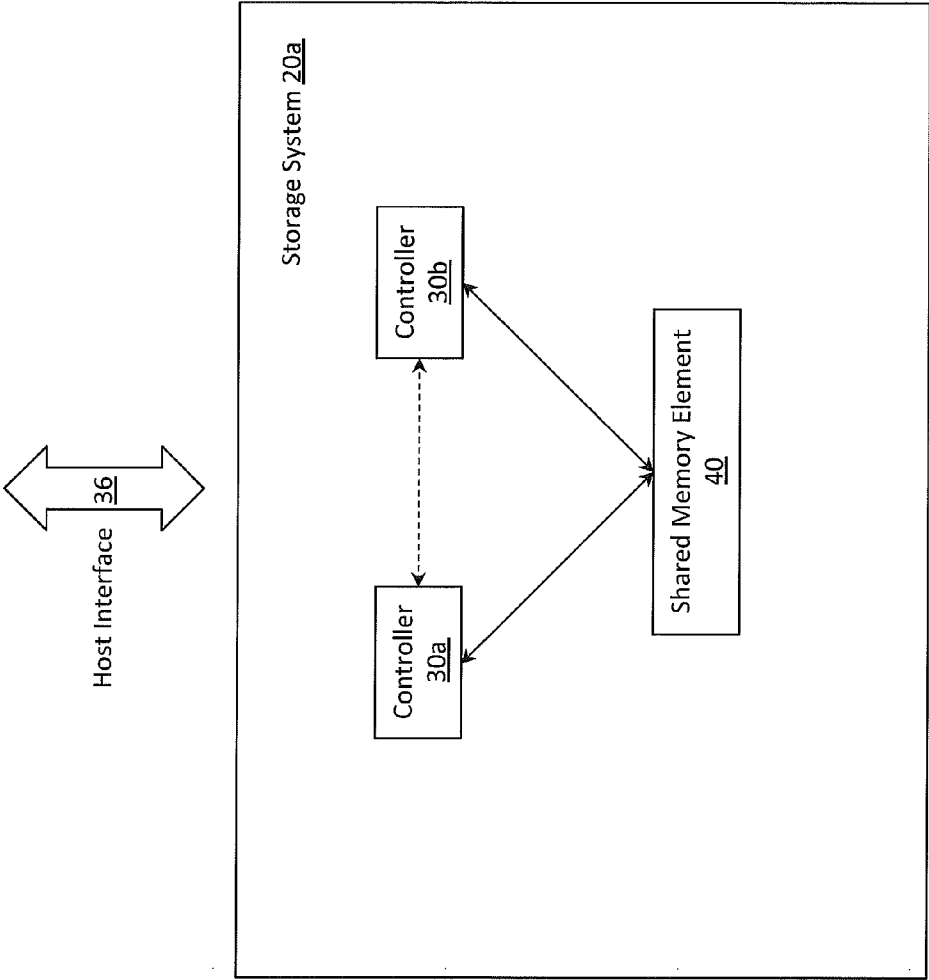 Host Interface
36
Storage System 20a
Controller
30a
Controller
30b
Shared Memory Element
40